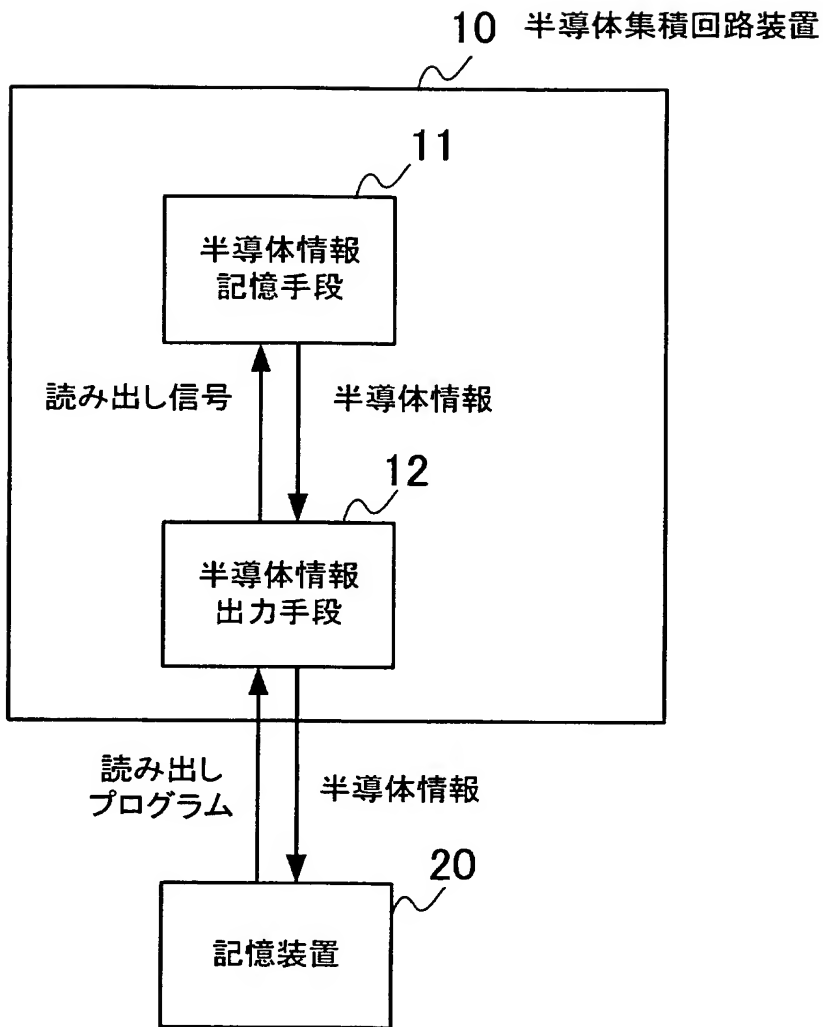 10 半導体集積回路装置
11
半導体情報
記憶手段
読み出し信号
半導体情報
12
半導体情報
出力手段
読み出し
プログラム
半導体情報
20
記憶装置